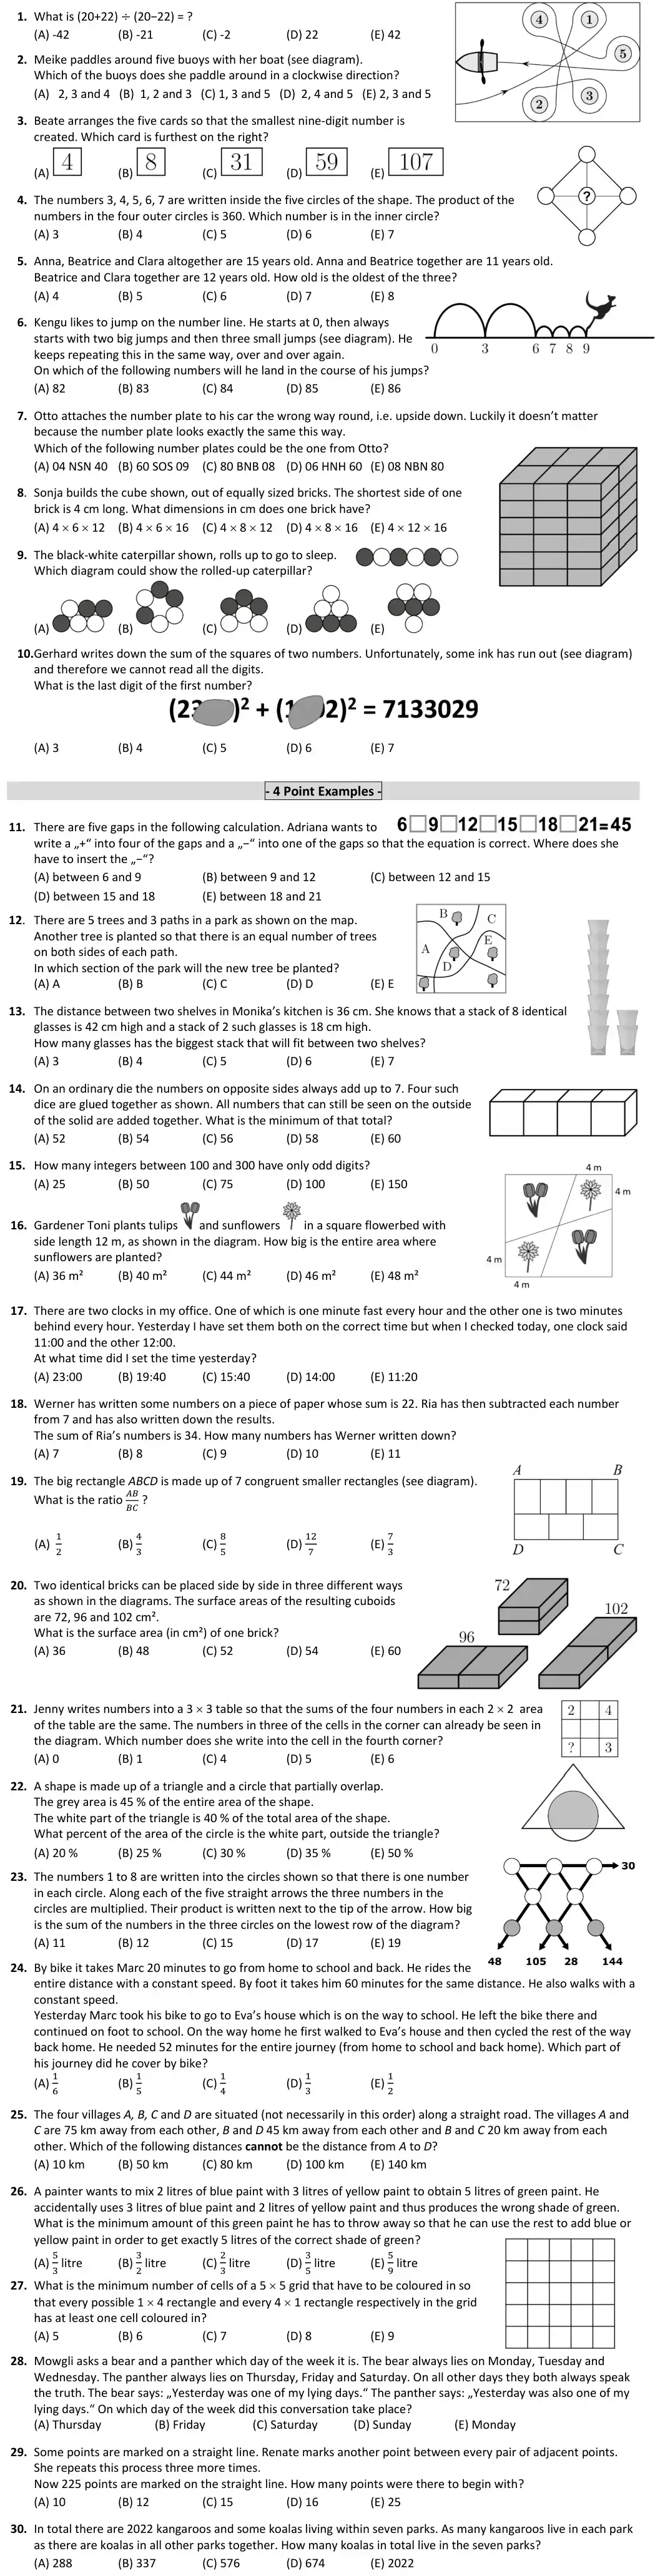 1. What is (20+22) ÷ (20−22) = ?
(A) -42 (B) -21 (C) -2 (D) 22 (E) 42
4 1 5 3 2
2. Meike paddles around five buoys with her boat (see diagram).
Which of the buoys does she paddle around in a clockwise direction?
(A) 2, 3 and 4 (B) 1, 2 and 3 (C) 1, 3 and 5 (D) 2, 4 and 5 (E) 2, 3 and 5
3. Beate arranges the five cards so that the smallest nine-digit number is
created. Which card is furthest on the right?
(A) 4 (B) 8 (C) 31 (D) 59 (E) 107
4. The numbers 3, 4, 5, 6, 7 are written inside the five circles of the shape. The product of the
numbers in the four outer circles is 360. Which number is in the inner circle?
(A) 3 (B) 4 (C) 5 (D) 6 (E) 7
?
5. Anna, Beatrice and Clara altogether are 15 years old. Anna and Beatrice together are 11 years old.
Beatrice and Clara together are 12 years old. How old is the oldest of the three?
(A) 4 (B) 5 (C) 6 (D) 7 (E) 8
6. Kengu likes to jump on the number line. He starts at 0, then always
starts with two big jumps and then three small jumps (see diagram). He
keeps repeating this in the same way, over and over again.
On which of the following numbers will he land in the course of his jumps?
(A) 82 (B) 83 (C) 84 (D) 85 (E) 86
0 3 6 7 8 9
7. Otto attaches the number plate to his car the wrong way round, i.e. upside down. Luckily it doesn't matter
because the number plate looks exactly the same this way.
Which of the following number plates could be the one from Otto?
(A) 04 NSN 40 (B) 60 SOS 09 (C) 80 BNB 08 (D) 06 HNH 60 (E) 08 NBN 80
8. Sonja builds the cube shown, out of equally sized bricks. The shortest side of one
brick is 4 cm long. What dimensions in cm does one brick have?
(A) 4 × 6 × 12 (B) 4 × 6 × 16 (C) 4 × 8 × 12 (D) 4 × 8 × 16 (E) 4 × 12 × 16
9. The black-white caterpillar shown, rolls up to go to sleep.
Which diagram could show the rolled-up caterpillar?
(A) (B) (C) (D) (E)
10.Gerhard writes down the sum of the squares of two numbers. Unfortunately, some ink has run out (see diagram)
and therefore we cannot read all the digits.
What is the last digit of the first number?
(2 )² + (1 2)² = 7133029
(A) 3 (B) 4 (C) 5 (D) 6 (E) 7
- 4 Point Examples -
11. There are five gaps in the following calculation. Adriana wants to
6□9□12□15□18□21=45
write a „+“ into four of the gaps and a „−“ into one of the gaps so that the equation is correct. Where does she
have to insert the „−“?
(A) between 6 and 9 (B) between 9 and 12 (C) between 12 and 15
(D) between 15 and 18 (E) between 18 and 21
12. There are 5 trees and 3 paths in a park as shown on the map.
Another tree is planted so that there is an equal number of trees
on both sides of each path.
In which section of the park will the new tree be planted?
(A) A (B) B (C) C (D) D (E) E
B C A E D
13. The distance between two shelves in Monika's kitchen is 36 cm. She knows that a stack of 8 identical
glasses is 42 cm high and a stack of 2 such glasses is 18 cm high.
How many glasses has the biggest stack that will fit between two shelves?
(A) 3 (B) 4 (C) 5 (D) 6 (E) 7
14. On an ordinary die the numbers on opposite sides always add up to 7. Four such
dice are glued together as shown. All numbers that can still be seen on the outside
of the solid are added together. What is the minimum of that total?
(A) 52 (B) 54 (C) 56 (D) 58 (E) 60
15. How many integers between 100 and 300 have only odd digits?
(A) 25 (B) 50 (C) 75 (D) 100 (E) 150
4 m
4 m
4 m
4 m
16. Gardener Toni plants tulips and sunflowers in a square flowerbed with
side length 12 m, as shown in the diagram. How big is the entire area where
sunflowers are planted?
(A) 36 m² (B) 40 m² (C) 44 m² (D) 46 m² (E) 48 m²
17. There are two clocks in my office. One of which is one minute fast every hour and the other one is two minutes
behind every hour. Yesterday I have set them both on the correct time but when I checked today, one clock said
11:00 and the other 12:00.
At what time did I set the time yesterday?
(A) 23:00 (B) 19:40 (C) 15:40 (D) 14:00 (E) 11:20
18. Werner has written some numbers on a piece of paper whose sum is 22. Ria has then subtracted each number
from 7 and has also written down the results.
The sum of Ria's numbers is 34. How many numbers has Werner written down?
(A) 7 (B) 8 (C) 9 (D) 10 (E) 11
19. The big rectangle ABCD is made up of 7 congruent smaller rectangles (see diagram).
What is the ratio AB/BC ?
(A) 1/2 (B) 4/3 (C) 8/5 (D) 12/7 (E) 7/3
A B
D C
20. Two identical bricks can be placed side by side in three different ways
as shown in the diagrams. The surface areas of the resulting cuboids
are 72, 96 and 102 cm².
What is the surface area (in cm²) of one brick?
(A) 36 (B) 48 (C) 52 (D) 54 (E) 60
72
102
96
21. Jenny writes numbers into a 3 × 3 table so that the sums of the four numbers in each 2 × 2 area
of the table are the same. The numbers in three of the cells in the corner can already be seen in
the diagram. Which number does she write into the cell in the fourth corner?
(A) 0 (B) 1 (C) 4 (D) 5 (E) 6
2 4
? 3
22. A shape is made up of a triangle and a circle that partially overlap.
The grey area is 45 % of the entire area of the shape.
The white part of the triangle is 40 % of the total area of the shape.
What percent of the area of the circle is the white part, outside the triangle?
(A) 20 % (B) 25 % (C) 30 % (D) 35 % (E) 50 %
23. The numbers 1 to 8 are written into the circles shown so that there is one number
in each circle. Along each of the five straight arrows the three numbers in the
circles are multiplied. Their product is written next to the tip of the arrow. How big
is the sum of the numbers in the three circles on the lowest row of the diagram?
(A) 11 (B) 12 (C) 15 (D) 17 (E) 19
30
48 105 28 144
24. By bike it takes Marc 20 minutes to go from home to school and back. He rides the
entire distance with a constant speed. By foot it takes him 60 minutes for the same distance. He also walks with a
constant speed.
Yesterday Marc took his bike to go to Eva's house which is on the way to school. He left the bike there and
continued on foot to school. On the way home he first walked to Eva's house and then cycled the rest of the way
back home. He needed 52 minutes for the entire journey (from home to school and back home). Which part of
his journey did he cover by bike?
(A) 1/6 (B) 1/5 (C) 1/4 (D) 1/3 (E) 1/2
25. The four villages A, B, C and D are situated (not necessarily in this order) along a straight road. The villages A and
C are 75 km away from each other, B and D 45 km away from each other and B and C 20 km away from each
other. Which of the following distances cannot be the distance from A to D?
(A) 10 km (B) 50 km (C) 80 km (D) 100 km (E) 140 km
26. A painter wants to mix 2 litres of blue paint with 3 litres of yellow paint to obtain 5 litres of green paint. He
accidentally uses 3 litres of blue paint and 2 litres of yellow paint and thus produces the wrong shade of green.
What is the minimum amount of this green paint he has to throw away so that he can use the rest to add blue or
yellow paint in order to get exactly 5 litres of the correct shade of green?
(A) 5/3 litre (B) 3/2 litre (C) 2/3 litre (D) 3/5 litre (E) 5/9 litre
27. What is the minimum number of cells of a 5 × 5 grid that have to be coloured in so
that every possible 1 × 4 rectangle and every 4 × 1 rectangle respectively in the grid
has at least one cell coloured in?
(A) 5 (B) 6 (C) 7 (D) 8 (E) 9
28. Mowgli asks a bear and a panther which day of the week it is. The bear always lies on Monday, Tuesday and
Wednesday. The panther always lies on Thursday, Friday and Saturday. On all other days they both always speak
the truth. The bear says: „Yesterday was one of my lying days.“ The panther says: „Yesterday was also one of my
lying days.“ On which day of the week did this conversation take place?
(A) Thursday (B) Friday (C) Saturday (D) Sunday (E) Monday
29. Some points are marked on a straight line. Renate marks another point between every pair of adjacent points.
She repeats this process three more times.
Now 225 points are marked on the straight line. How many points were there to begin with?
(A) 10 (B) 12 (C) 15 (D) 16 (E) 25
30. In total there are 2022 kangaroos and some koalas living within seven parks. As many kangaroos live in each park
as there are koalas in all other parks together. How many koalas in total live in the seven parks?
(A) 288 (B) 337 (C) 576 (D) 674 (E) 2022